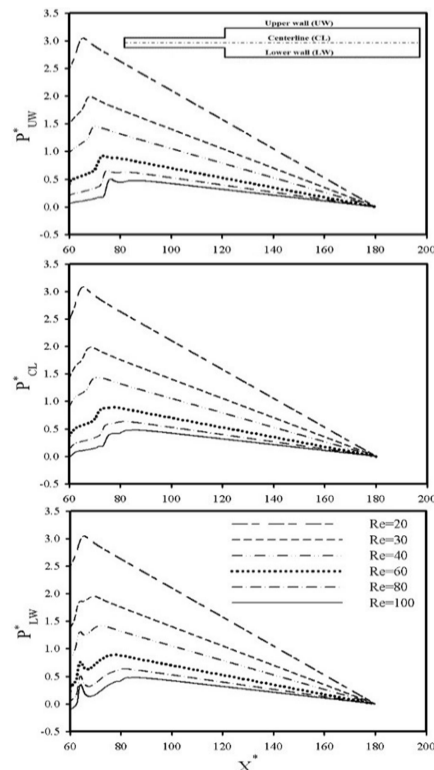 3.5
Upper wall (UW)
3.0
Centerline (CL)
2.5
Lower wall (LW)
2.0
P*UW
1.5
1.0
0.5
0.0
-0.5
60 80 100 120 140 160 180 200
3.5
3.0
2.5
2.0
P*CL
1.5
1.0
0.5
0.0
-0.5
60 80 100 120 140 160 180 200
3.5
3.0
Re=20
2.5
Re=30
2.0
Re=40
P*LW
1.5
Re=60
1.0
Re=80
0.5
Re=100
0.0
-0.5
60 80 100 120 140 160 180 200
X*